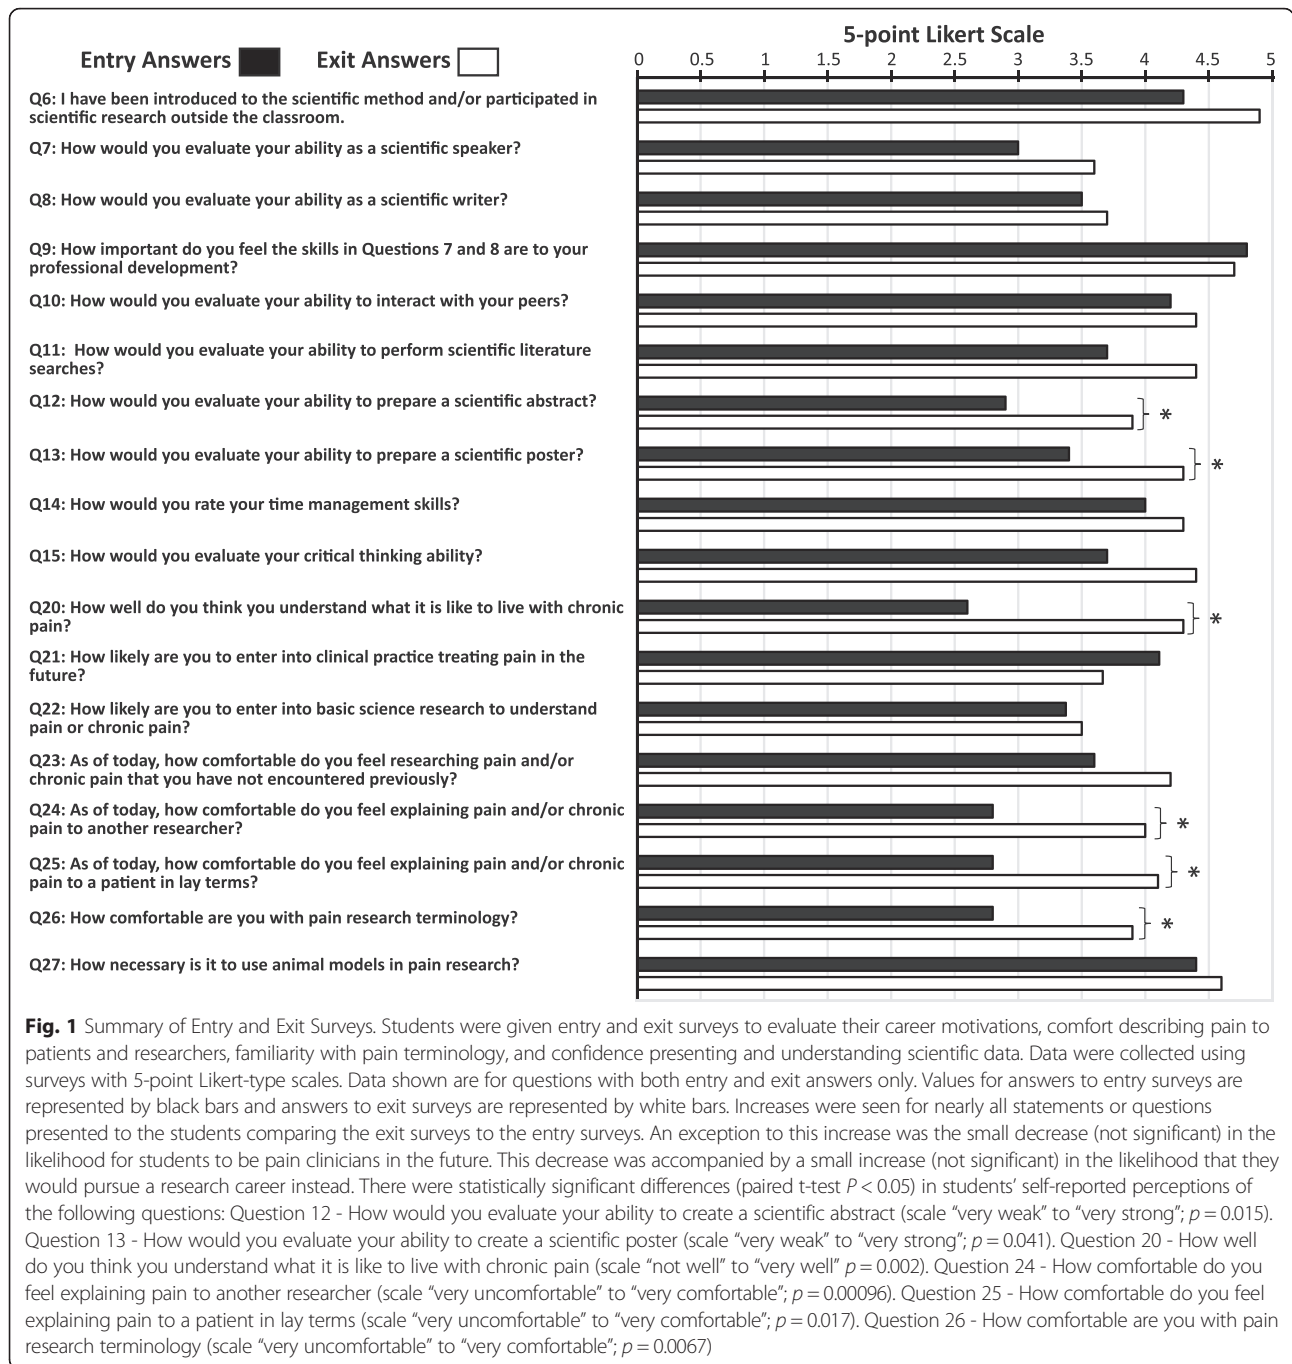 5-point Likert Scale
Entry Answers Exit Answers
0 0.5 1 1.5 2 2.5 3 3.5 4 4.5 5
Q6: I have been introduced to the scientific method and/or participated in
scientific research outside the classroom.
Q7: How would you evaluate your ability as a scientific speaker?
Q8: How would you evaluate your ability as a scientific writer?
Q9: How important do you feel the skills in Questions 7 and 8 are to your
professional development?
Q10: How would you evaluate your ability to interact with your peers?
Q11: How would you evaluate your ability to perform scientific literature
searches?
Q12: How would you evaluate your ability to prepare a scientific abstract?
*
Q13: How would you evaluate your ability to prepare a scientific poster?
*
Q14: How would you rate your time management skills?
Q15: How would you evaluate your critical thinking ability?
Q20: How well do you think you understand what it is like to live with chronic
pain?
*
Q21: How likely are you to enter into clinical practice treating pain in the
future?
Q22: How likely are you to enter into basic science research to understand
pain or chronic pain?
Q23: As of today, how comfortable do you feel researching pain and/or
chronic pain that you have not encountered previously?
Q24: As of today, how comfortable do you feel explaining pain and/or chronic
pain to another researcher?
*
Q25: As of today, how comfortable do you feel explaining pain and/or chronic
pain to a patient in lay terms?
*
Q26: How comfortable are you with pain research terminology?
*
Q27: How necessary is it to use animal models in pain research?
Fig. 1 Summary of Entry and Exit Surveys. Students were given entry and exit surveys to evaluate their career motivations, comfort describing pain to
patients and researchers, familiarity with pain terminology, and confidence presenting and understanding scientific data. Data were collected using
surveys with 5-point Likert-type scales. Data shown are for questions with both entry and exit answers only. Values for answers to entry surveys are
represented by black bars and answers to exit surveys are represented by white bars. Increases were seen for nearly all statements or questions
presented to the students comparing the exit surveys to the entry surveys. An exception to this increase was the small decrease (not significant) in the
likelihood for students to be pain clinicians in the future. This decrease was accompanied by a small increase (not significant) in the likelihood that they
would pursue a research career instead. There were statistically significant differences (paired t-test P < 0.05) in students' self-reported perceptions of
the following questions: Question 12 - How would you evaluate your ability to create a scientific abstract (scale “very weak” to “very strong”; p = 0.015).
Question 13 - How would you evaluate your ability to create a scientific poster (scale “very weak” to “very strong”; p = 0.041). Question 20 - How well
do you think you understand what it is like to live with chronic pain (scale “not well” to “very well” p = 0.002). Question 24 - How comfortable do you
feel explaining pain to another researcher (scale “very uncomfortable” to “very comfortable”; p = 0.00096). Question 25 - How comfortable do you feel
explaining pain to a patient in lay terms (scale “very uncomfortable” to “very comfortable”; p = 0.017). Question 26 - How comfortable are you with pain
research terminology (scale “very uncomfortable” to “very comfortable”; p = 0.0067)